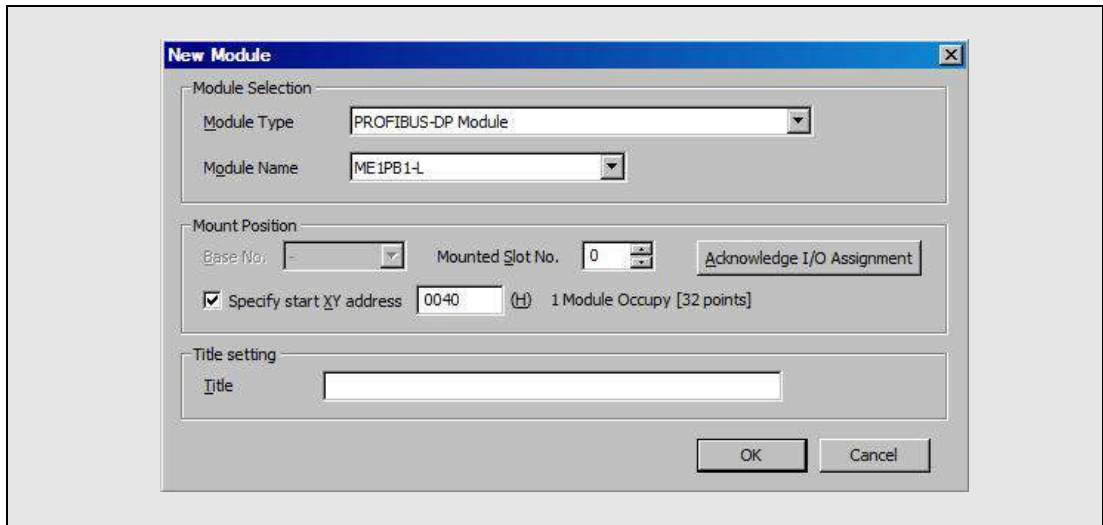 New Module
Module Selection
Module Type PROFIBUS-DP Module
Module Name ME1PB1-L
Mount Position
Base No. - Mounted Slot No. 0 Acknowledge I/O Assignment
Specify start XY address 0040 (H) 1 Module Occupy [32 points]
Title setting
Title
OK Cancel